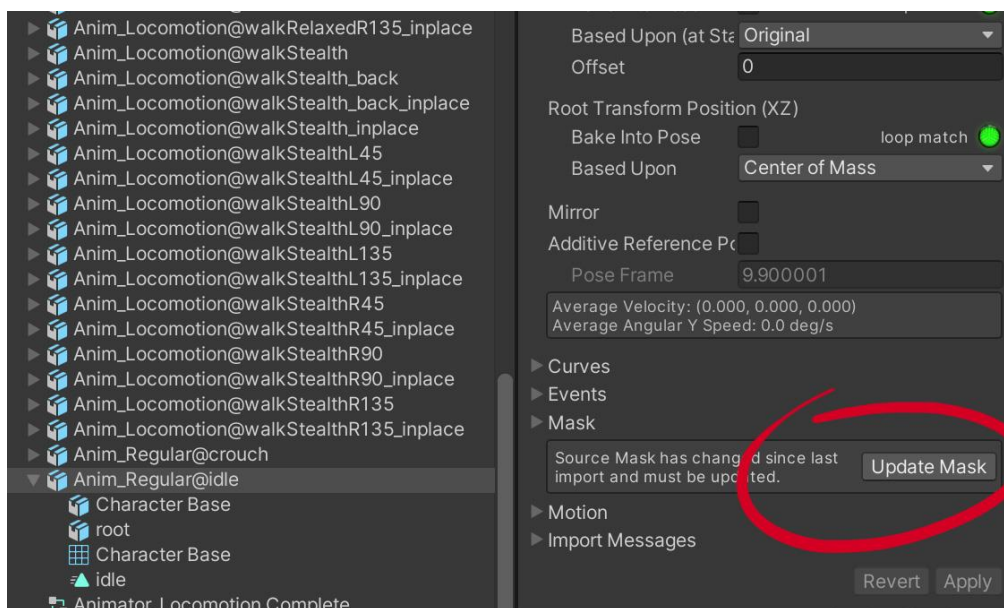 Anim_Locomotion@walkRelaxedR135_inplace
Anim_Locomotion@walkStealth
Anim_Locomotion@walkStealth_back
Anim_Locomotion@walkStealth_back_inplace
Anim_Locomotion@walkStealth_inplace
Anim_Locomotion@walkStealthL45
Anim_Locomotion@walkStealthL45_inplace
Anim_Locomotion@walkStealthL90
Anim_Locomotion@walkStealthL90_inplace
Anim_Locomotion@walkStealthL135
Anim_Locomotion@walkStealthL135_inplace
Anim_Locomotion@walkStealthR45
Anim_Locomotion@walkStealthR45_inplace
Anim_Locomotion@walkStealthR90
Anim_Locomotion@walkStealthR90_inplace
Anim_Locomotion@walkStealthR135
Anim_Locomotion@walkStealthR135_inplace
Anim_Regular@crouch
Anim_Regular@idle
Character Base
root
Character Base
idle
Animator Locomotion Complete
Based Upon (at Sta Original
Offset 0
Root Transform Position (XZ)
Bake Into Pose loop match
Based Upon Center of Mass
Mirror
Additive Reference Po
Pose Frame 9.900001
Average Velocity: (0.000, 0.000, 0.000)
Average Angular Y Speed: 0.0 deg/s
Curves
Events
Mask
Source Mask has changed since last
import and must be updated.
Update Mask
Motion
Import Messages
Revert Apply